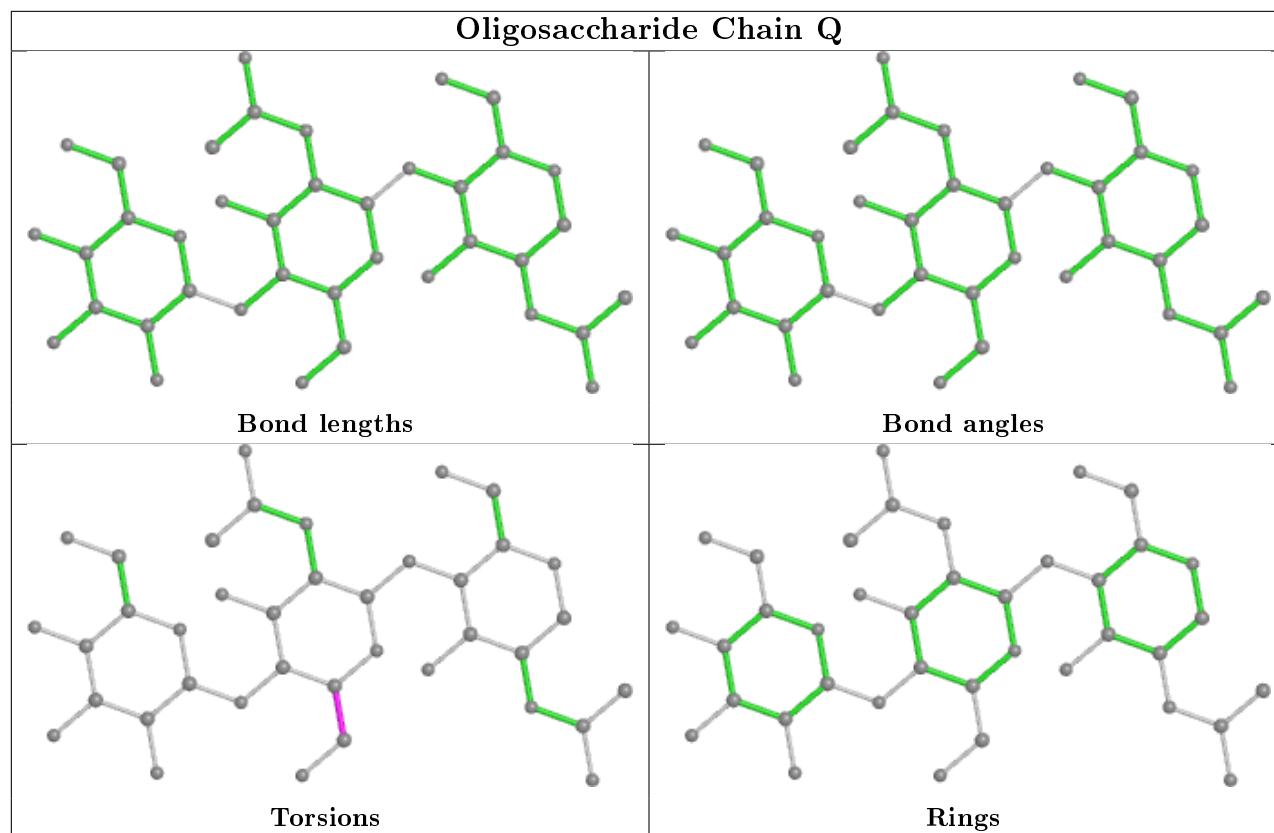 Oligosaccharide Chain Q
Bond lengths
Bond angles
Torsions
Rings